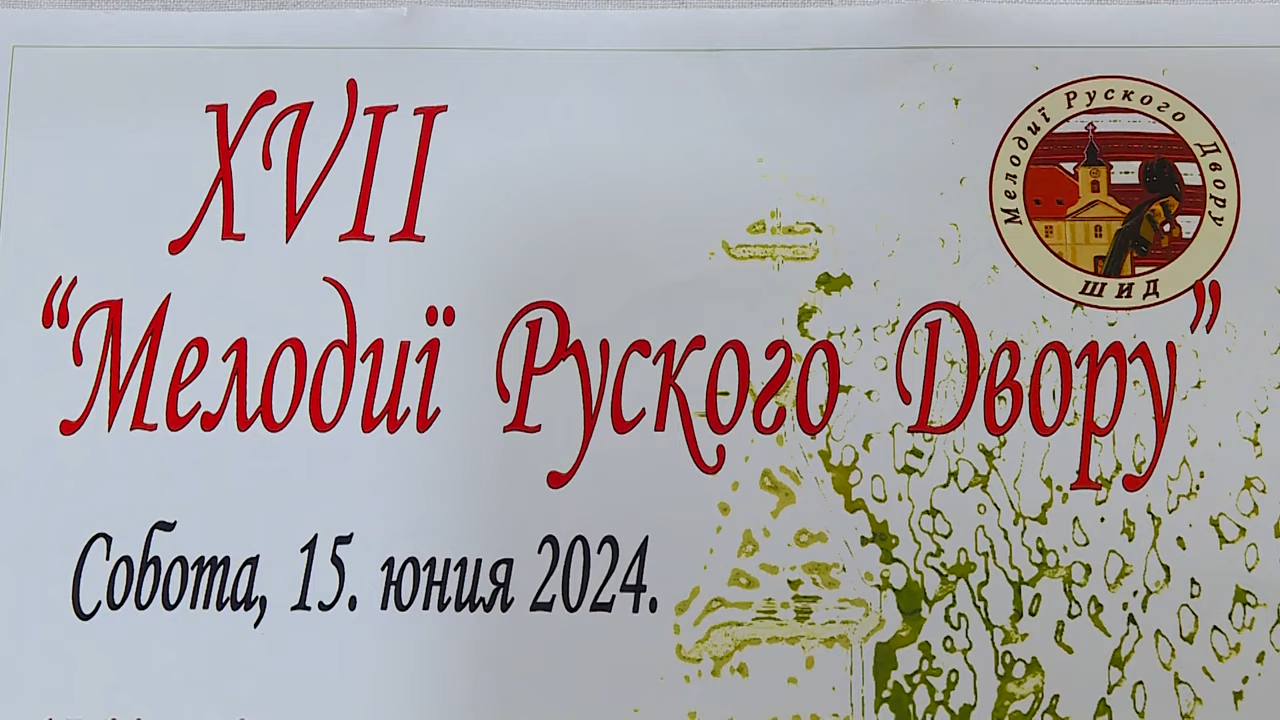 XVII
“Мелодиї Руского Двору”
Собота, 15. юния 2024.
Мелодиї Руского Двору
ШИД